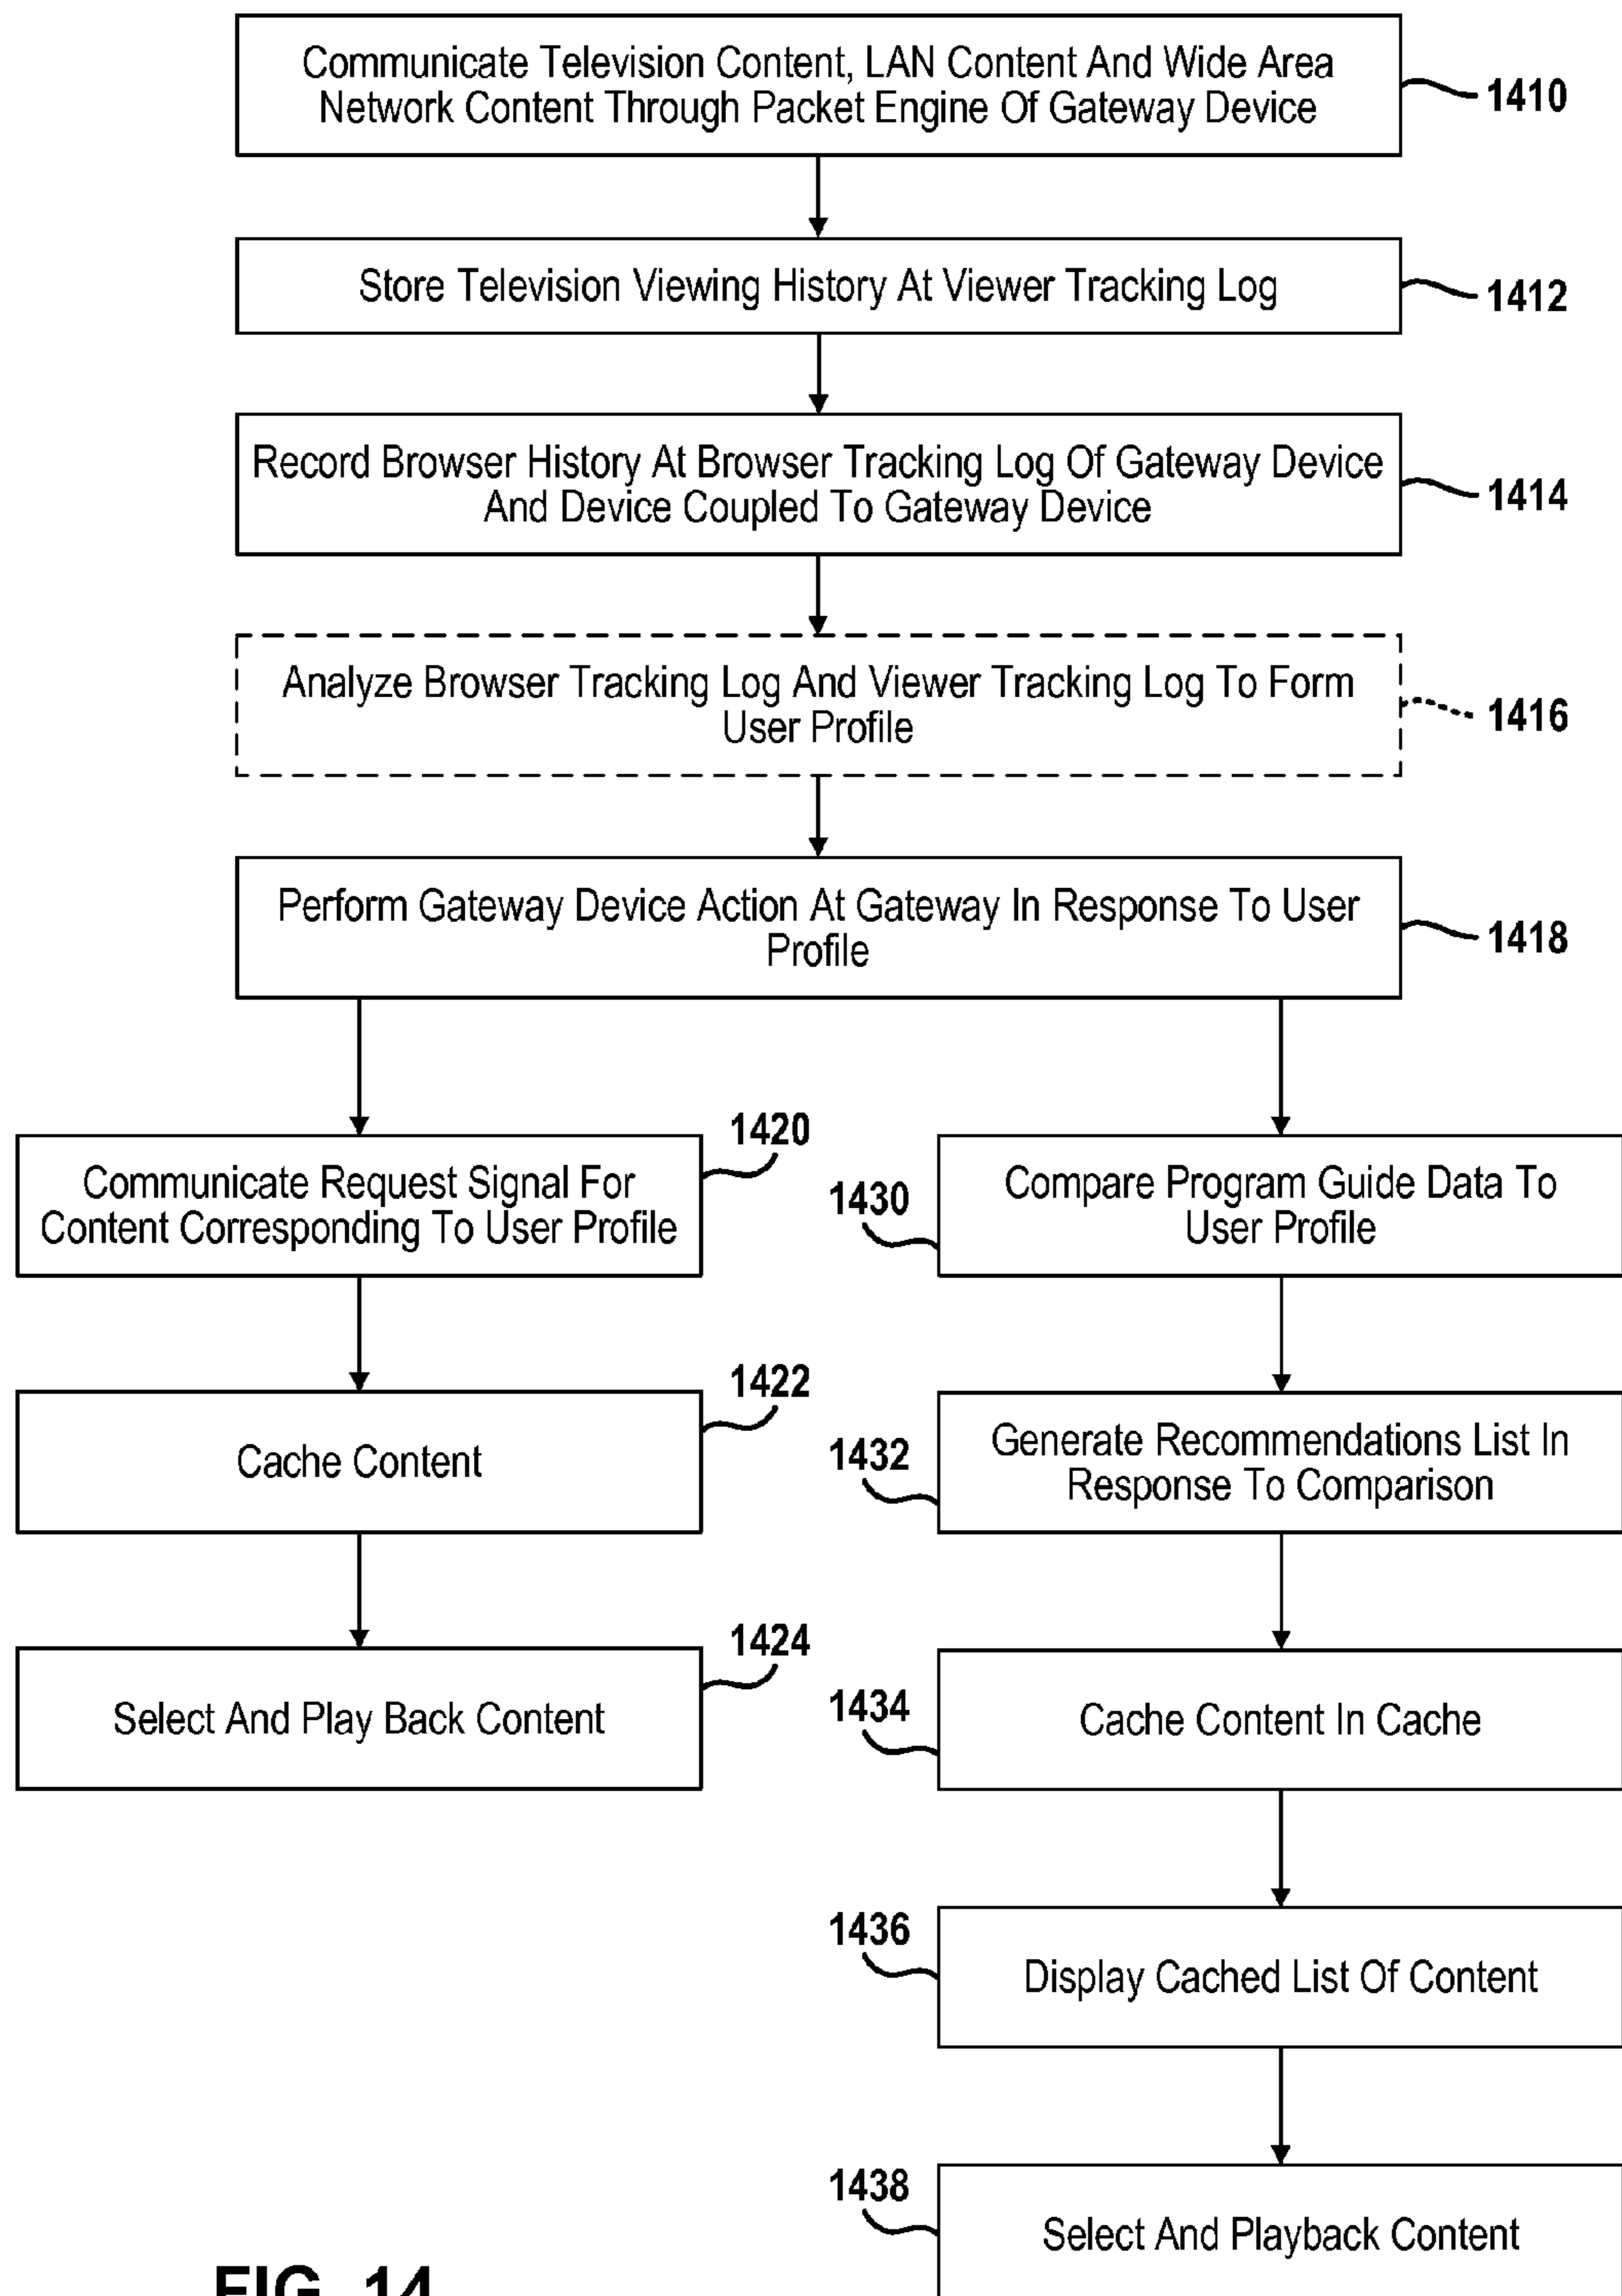 Communicate Television Content, LAN Content And Wide Area
Network Content Through Packet Engine Of Gateway Device
1410
Store Television Viewing History At Viewer Tracking Log
1412
Record Browser History At Browser Tracking Log Of Gateway Device
And Device Coupled To Gateway Device
1414
Analyze Browser Tracking Log And Viewer Tracking Log To Form
User Profile
1416
Perform Gateway Device Action At Gateway In Response To User
Profile
1418
1420
Communicate Request Signal For
Content Corresponding To User Profile
1422
Cache Content
1424
Select And Play Back Content
1430
Compare Program Guide Data To
User Profile
1432
Generate Recommendations List In
Response To Comparison
1434
Cache Content In Cache
1436
Display Cached List Of Content
1438
Select And Playback Content
FIG. 14